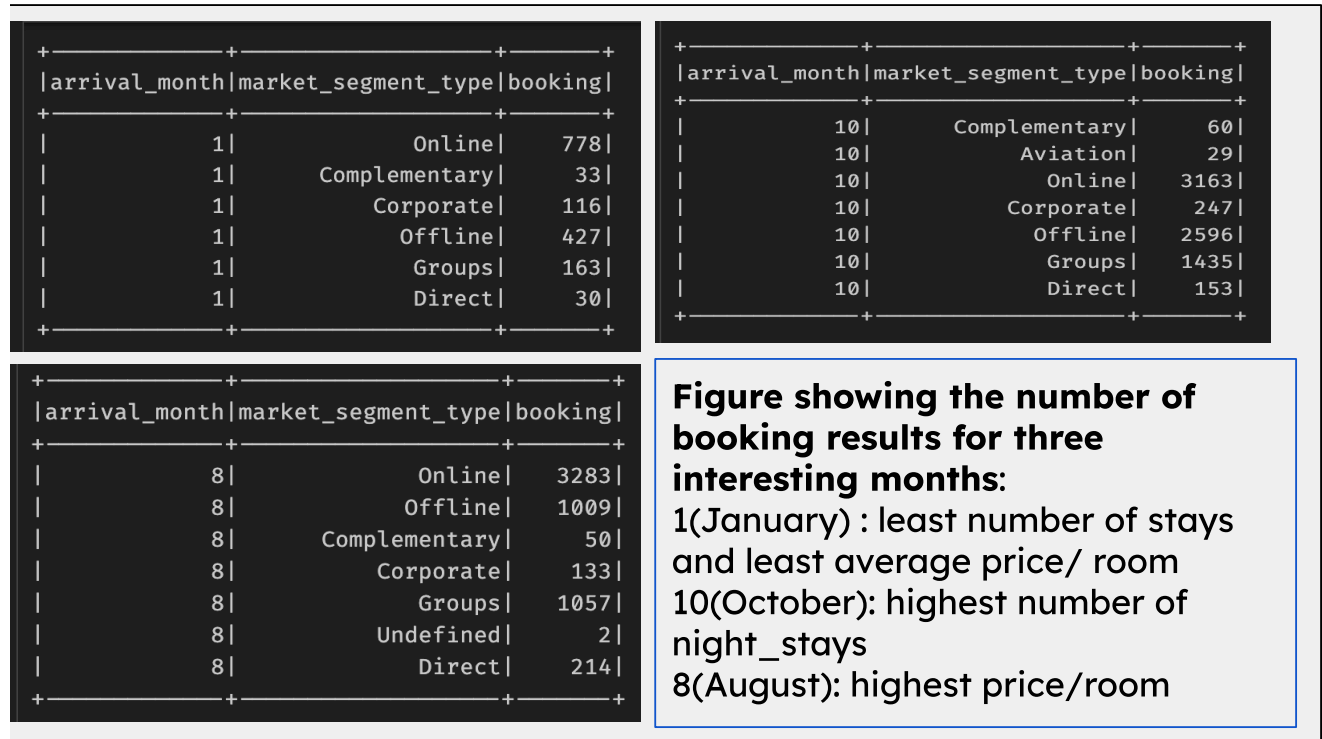 +——————+——————+——————+
|arrival_month|market_segment_type|booking|
+——————+——————+——————+
| 1| Online| 778|
| 1| Complementary| 33|
| 1| Corporate| 116|
| 1| Offline| 427|
| 1| Groups| 163|
| 1| Direct| 30|
+——————+——————+——————+
+——————+——————+——————+
|arrival_month|market_segment_type|booking|
+——————+——————+——————+
| 10| Complementary| 60|
| 10| Aviation| 29|
| 10| Online| 3163|
| 10| Corporate| 247|
| 10| Offline| 2596|
| 10| Groups| 1435|
| 10| Direct| 153|
+——————+——————+——————+
+——————+——————+——————+
|arrival_month|market_segment_type|booking|
+——————+——————+——————+
| 8| Online| 3283|
| 8| Offline| 1009|
| 8| Complementary| 50|
| 8| Corporate| 133|
| 8| Groups| 1057|
| 8| Undefined| 2|
| 8| Direct| 214|
+——————+——————+——————+
Figure showing the number of
booking results for three
interesting months:
1(January) : least number of stays
and least average price/ room
10(October): highest number of
night_stays
8(August): highest price/room